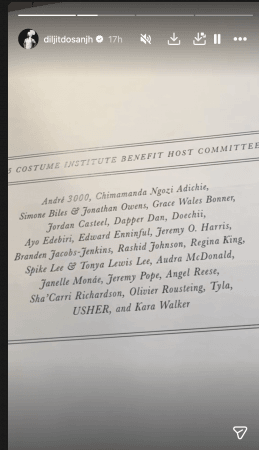 diljitdosanjh 17h
5 COSTUME INSTITUTE BENEFIT HOST COMMITTEE
André 3000, Chimamanda Ngozi Adichie,
Simone Biles & Jonathan Owens, Grace Wales Bonner,
Jordan Casteel, Dapper Dan, Doechii,
Ayo Edebiri, Edward Enninful, Jeremy O. Harris,
Branden Jacobs-Jenkins, Rashid Johnson, Regina King,
Spike Lee & Tonya Lewis Lee, Audra McDonald,
Janelle Monáe, Jeremy Pope, Angel Reese,
Sha'Carri Richardson, Olivier Rousteing, Tyla,
USHER, and Kara Walker